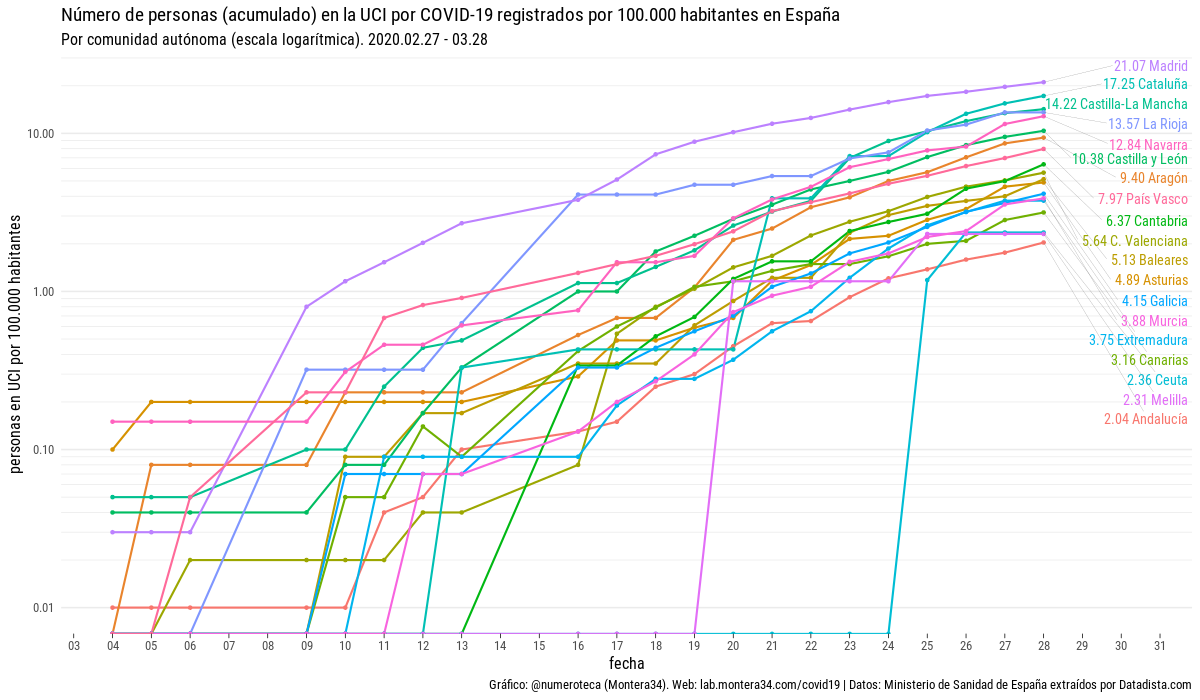 Número de personas (acumulado) en la UCI por COVID-19 registrados por 100.000 habitantes en España
Por comunidad autónoma (escala logarítmica). 2020.02.27 - 03.28
personas en UCI por 100.000 habitantes
10.00
1.00
0.10
0.01
21.07 Madrid
17.25 Cataluña
14.22 Castilla-La Mancha
13.57 La Rioja
12.84 Navarra
10.38 Castilla y León
9.40 Aragón
7.97 País Vasco
6.37 Cantabria
5.64 C. Valenciana
5.13 Baleares
4.89 Asturias
4.15 Galicia
3.88 Murcia
3.75 Extremadura
3.16 Canarias
2.36 Ceuta
2.31 Melilla
2.04 Andalucía
03 04 05 06 07 08 09 10 11 12 13 14 15 16 17 18 19 20 21 22 23 24 25 26 27 28 29 30 31
fecha
Gráfico: @numeroteca (Montera34). Web: lab.montera34.com/covid19 | Datos: Ministerio de Sanidad de España extraídos por Datadista.com